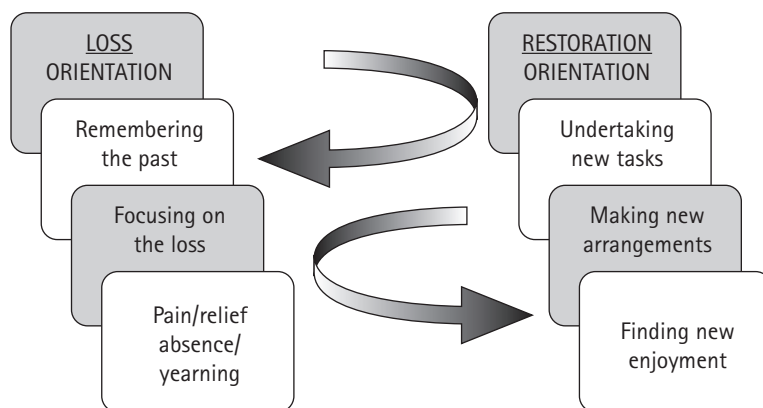 LOSS
ORIENTATION
Remembering
the past
Focusing on
the loss
Pain/relief
absence/
yearning
RESTORATION
ORIENTATION
Undertaking
new tasks
Making new
arrangements
Finding new
enjoyment